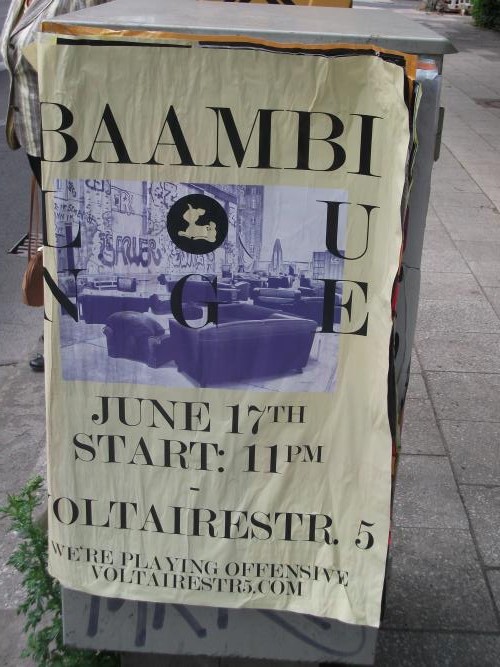 BAAMBI
L O U
N G E
JUNE 17TH
START: 11PM
-
VOLTAIRESTR. 5
WE'RE PLAYING OFFENSIVE
VOLTAIRESTR5.COM